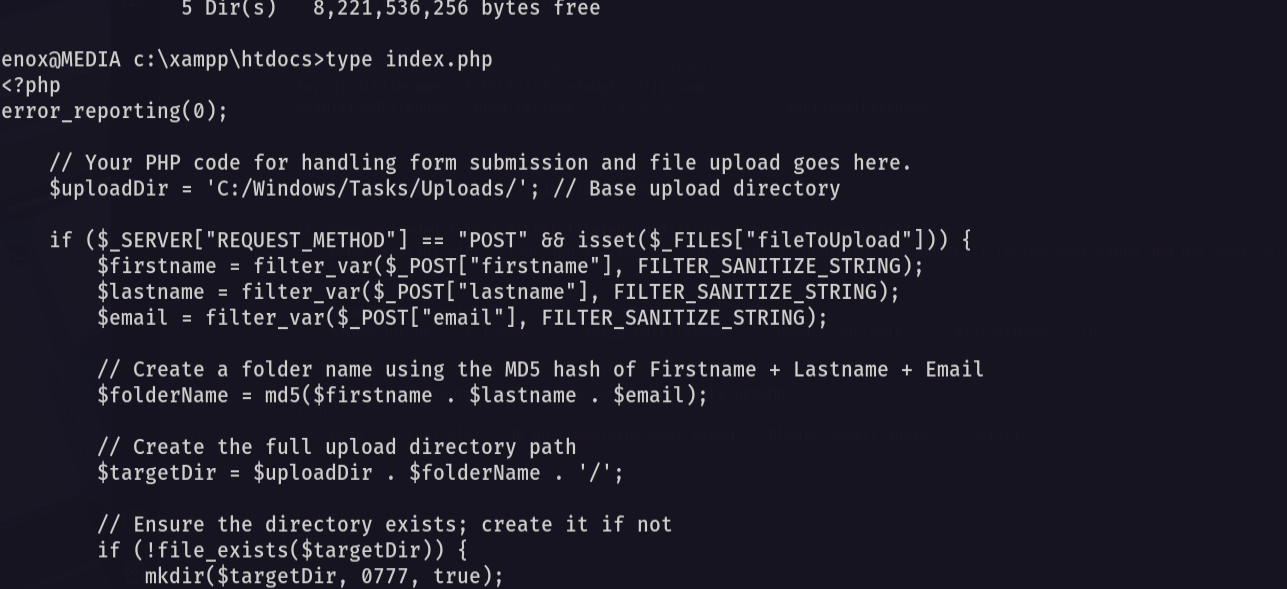 5 Dir(s)   8,221,536,256 bytes free
enox@MEDIA c:\xampp\htdocs>type index.php
<?php
error_reporting(0);
// Your PHP code for handling form submission and file upload goes here.
$uploadDir = 'C:/Windows/Tasks/Uploads/'; // Base upload directory
if ($_SERVER["REQUEST_METHOD"] == "POST" && isset($_FILES["fileToUpload"])) {
$firstname = filter_var($_POST["firstname"], FILTER_SANITIZE_STRING);
$lastname = filter_var($_POST["lastname"], FILTER_SANITIZE_STRING);
$email = filter_var($_POST["email"], FILTER_SANITIZE_STRING);
// Create a folder name using the MD5 hash of Firstname + Lastname + Email
$folderName = md5($firstname . $lastname . $email);
// Create the full upload directory path
$targetDir = $uploadDir . $folderName . '/';
// Ensure the directory exists; create it if not
if (!file_exists($targetDir)) {
mkdir($targetDir, 0777, true);